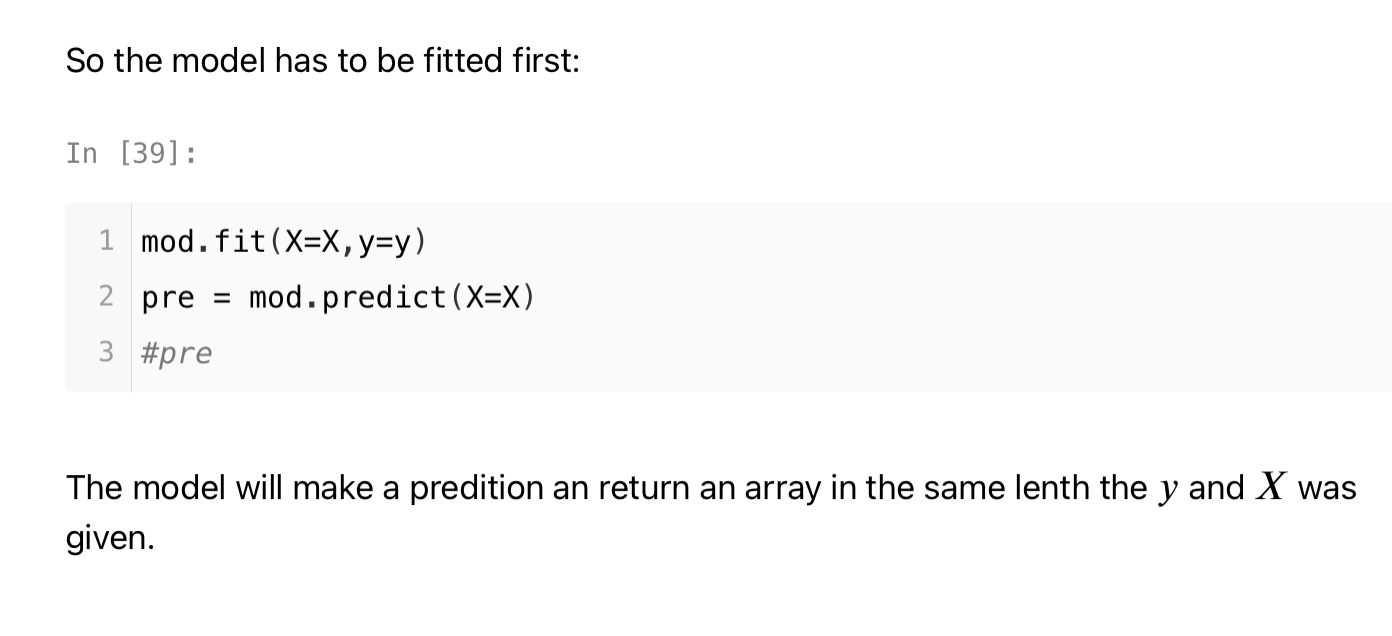 So the model has to be fitted first:
In [39]:
1 mod.fit(X=X,y=y)
2 pre = mod.predict(X=X)
3 #pre
The model will make a predition an return an array in the same lenth the y and X was
given.